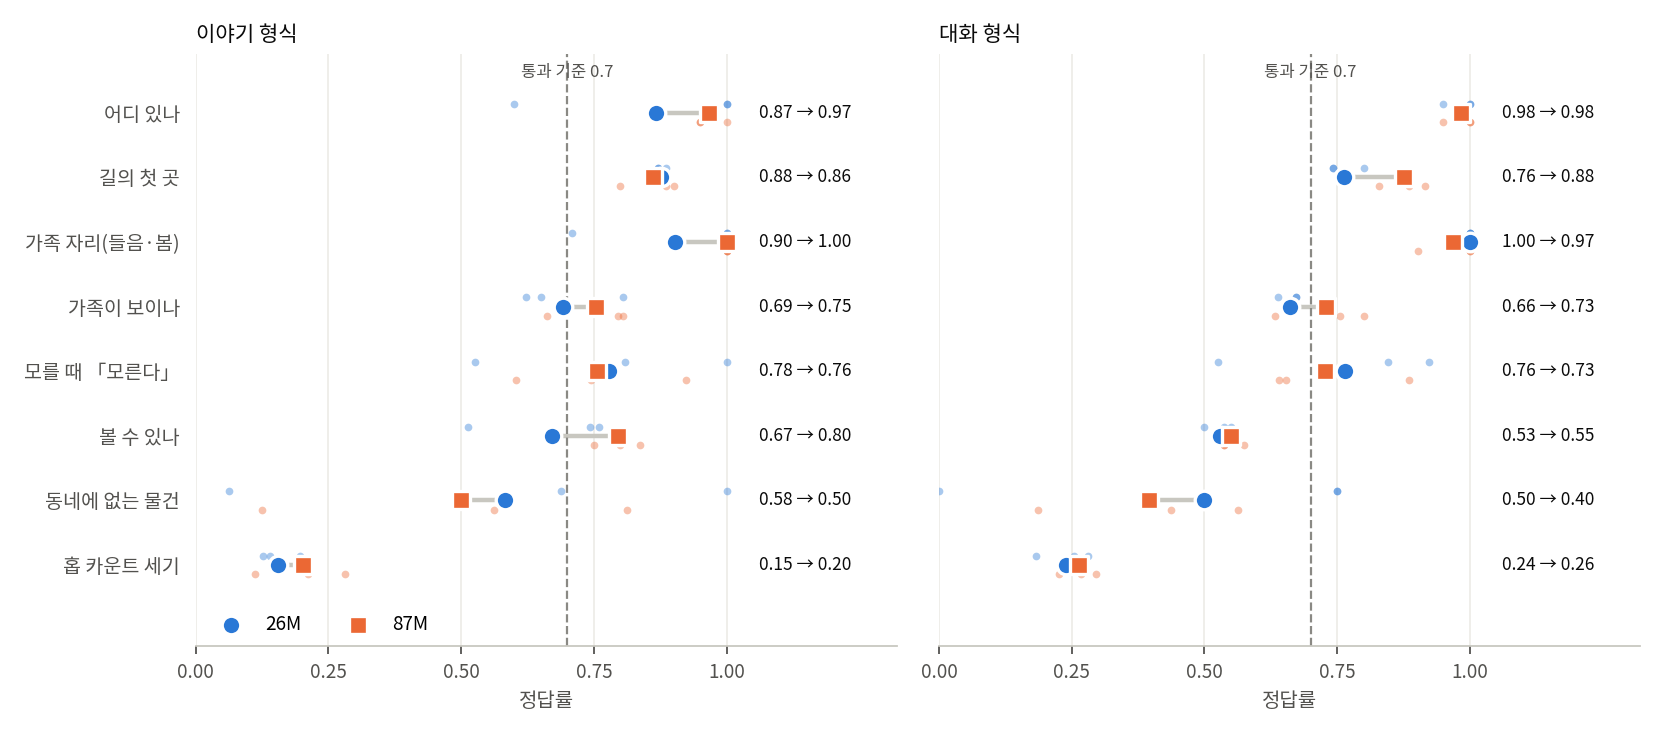 이야기 형식
대화 형식
통과 기준 0.7
통과 기준 0.7
어디 있나
0.87 → 0.97
0.98 → 0.98
길의 첫 곳
0.88 → 0.86
0.76 → 0.88
가족 자리(들음·봄)
0.90 → 1.00
1.00 → 0.97
가족이 보이나
0.69 → 0.75
0.66 → 0.73
모를 때 「모른다」
0.78 → 0.76
0.76 → 0.73
볼 수 있나
0.67 → 0.80
0.53 → 0.55
동네에 없는 물건
0.58 → 0.50
0.50 → 0.40
홉 카운트 세기
0.15 → 0.20
0.24 → 0.26
26M
87M
0.00 0.25 0.50 0.75 1.00
0.00 0.25 0.50 0.75 1.00
정답률
정답률